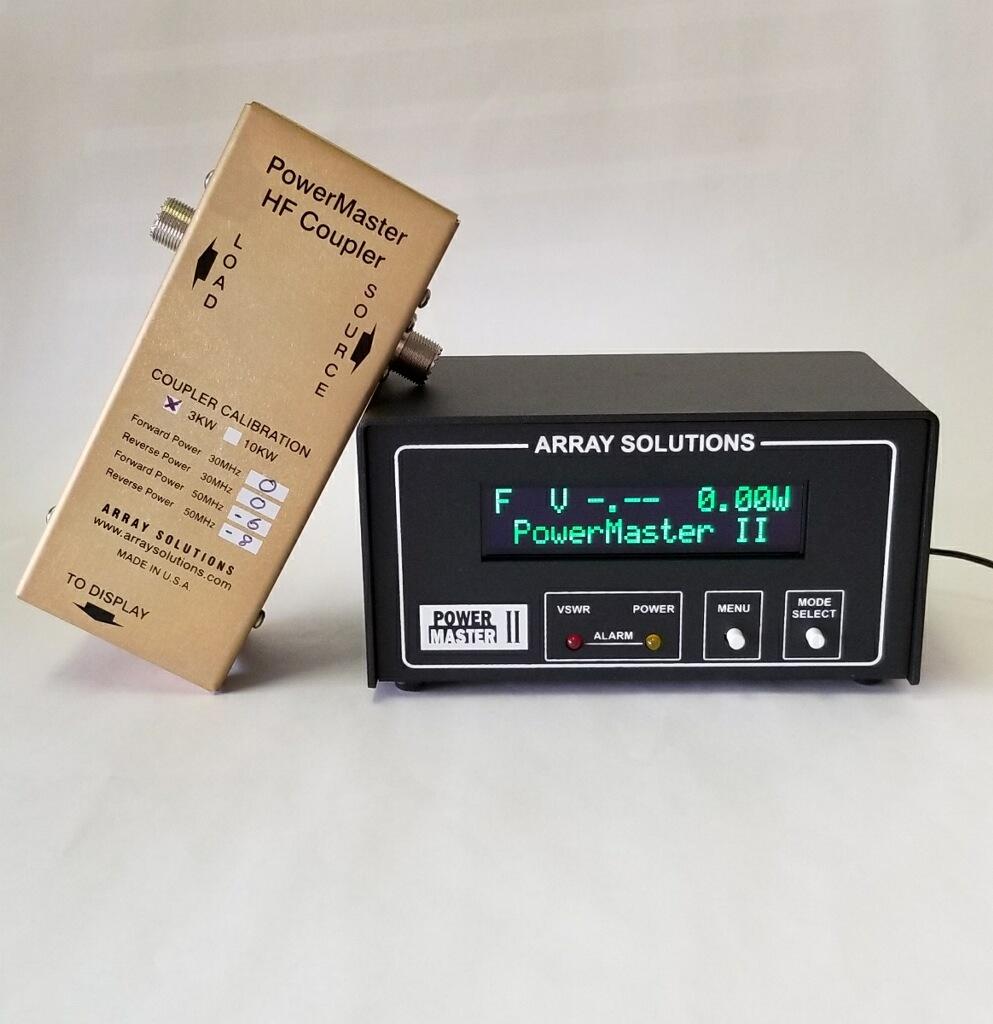 PowerMaster
HF Coupler
LOAD
SOURCE
COUPLER CALIBRATION
x 3KW 10KW
Forward Power 30MHz 0
Reverse Power 30MHz 0
Forward Power 50MHz -6
Reverse Power 50MHz -8
ARRAY SOLUTIONS
www.arraysolutions.com
MADE IN U.S.A
TO DISPLAY
ARRAY SOLUTIONS
F V -.-- 0.00W
PowerMaster II
POWER
MASTER II
VSWR POWER
ALARM
MENU
MODE
SELECT